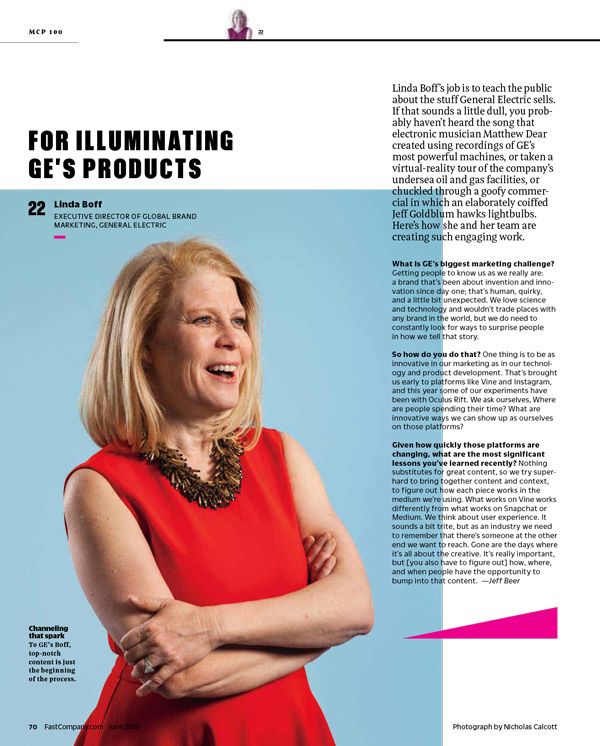 MCP 100
22
FOR ILLUMINATING
GE'S PRODUCTS
22 Linda Boff
EXECUTIVE DIRECTOR OF GLOBAL BRAND
MARKETING, GENERAL ELECTRIC
Linda Boff's job is to teach the public
about the stuff General Electric sells.
If that sounds a little dull, you prob-
ably haven't heard the song that
electronic musician Matthew Dear
created using recordings of GE's
most powerful machines, or taken a
virtual-reality tour of the company's
undersea oil and gas facilities, or
chuckled through a goofy commer-
cial in which an elaborately coiffed
Jeff Goldblum hawks lightbulbs.
Here's how she and her team are
creating such engaging work.
What is GE's biggest marketing challenge?
Getting people to know us as we really are:
a brand that's been about invention and inno-
vation since day one; that's human, quirky,
and a little bit unexpected. We love science
and technology and wouldn't trade places with
any brand in the world, but we do need to
constantly look for ways to surprise people
in how we tell that story.
So how do you do that? One thing is to be as
innovative in our marketing as in our technol-
ogy and product development. That's brought
us early to platforms like Vine and Instagram,
and this year some of our experiments have
been with Oculus Rift. We ask ourselves, Where
are people spending their time? What are
innovative ways we can show up as ourselves
on those platforms?
Given how quickly those platforms are
changing, what are the most significant
lessons you've learned recently? Nothing
substitutes for great content, so we try super-
hard to bring together content and context,
to figure out how each piece works in the
medium we're using. What works on Vine works
differently from what works on Snapchat or
Medium. We think about user experience. It
sounds a bit trite, but as an industry we need
to remember that there's someone at the other
end we want to reach. Gone are the days where
it's all about the creative. It's really important,
but [you also have to figure out] how, where,
and when people have the opportunity to
bump into that content. —Jeff Beer
Channeling
that spark
To GE's Boff,
top-notch
content is just
the beginning
of the process.
70 FastCompany.com June 2015
Photograph by Nicholas Calcott